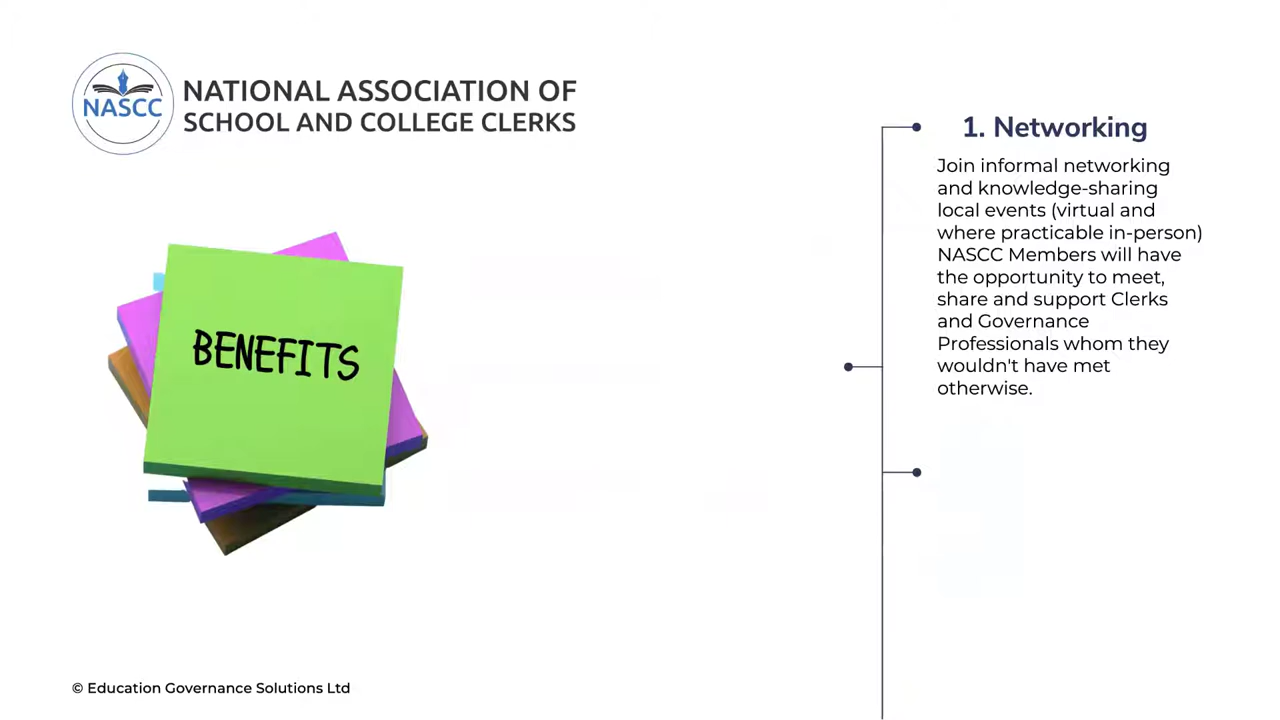 NASCC
NATIONAL ASSOCIATION OF
SCHOOL AND COLLEGE CLERKS
BENEFITS
1. Networking
Join informal networking
and knowledge-sharing
local events (virtual and
where practicable in-person)
NASCC Members will have
the opportunity to meet,
share and support Clerks
and Governance
Professionals whom they
wouldn't have met
otherwise.
© Education Governance Solutions Ltd